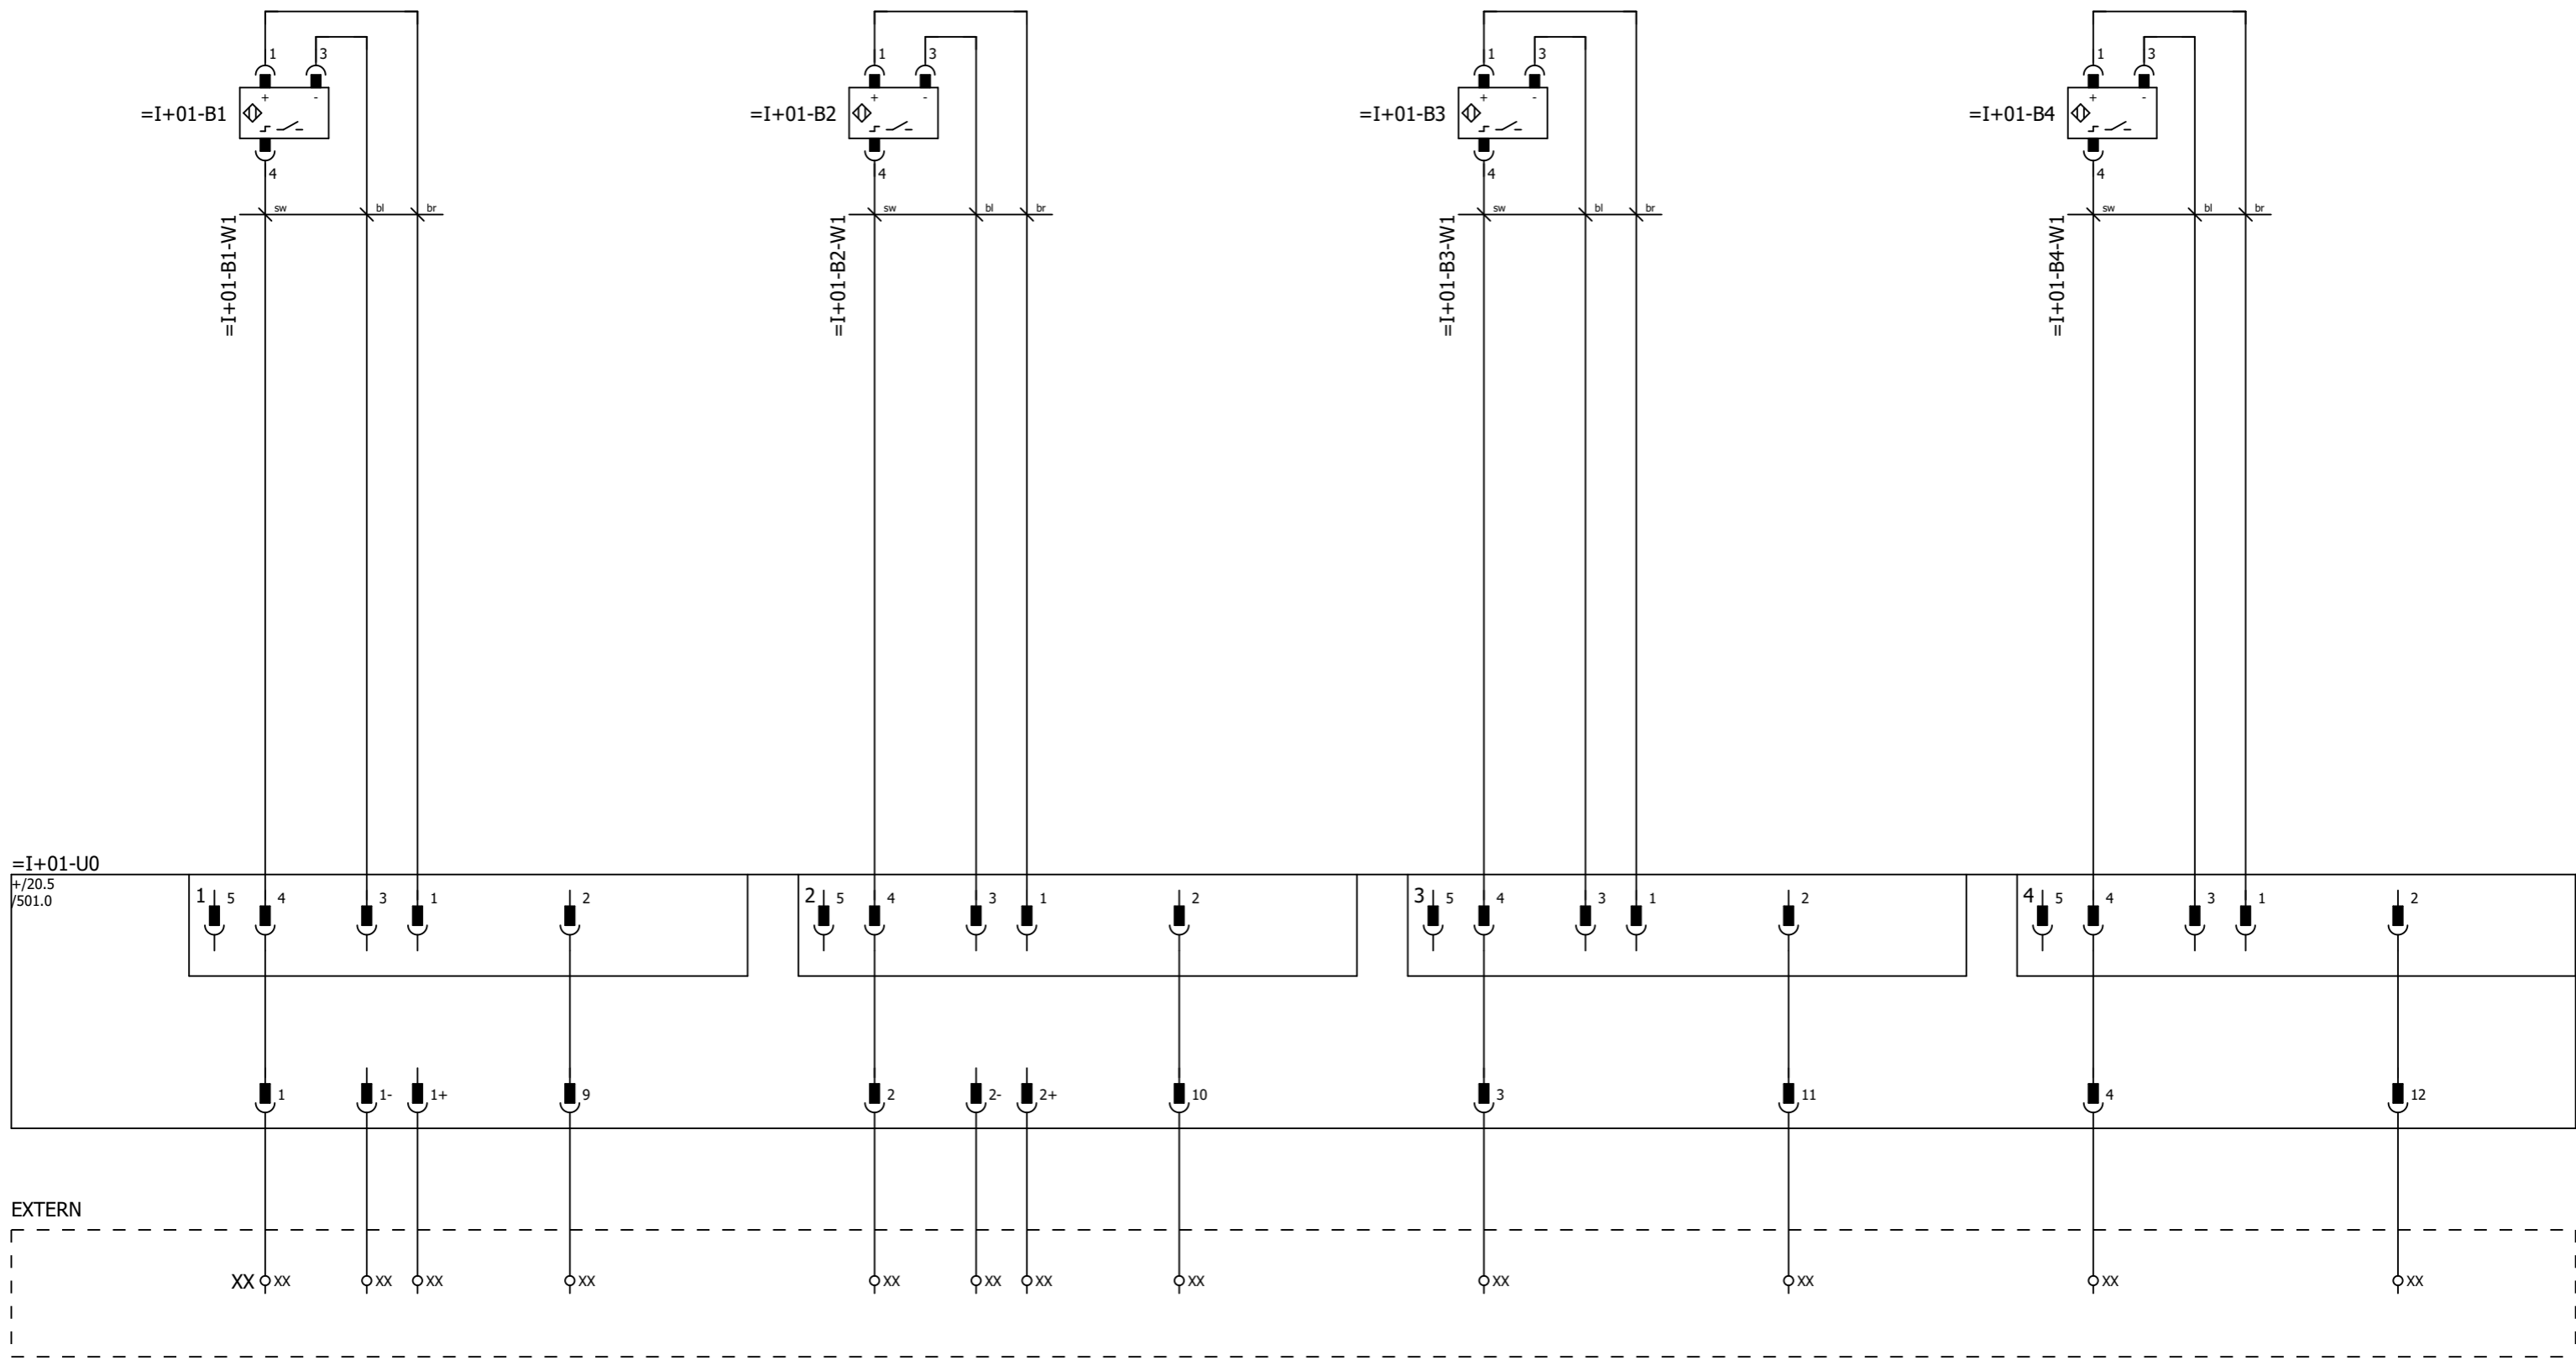 1 3 1 3 1 3 1 3
+ - + - + - + -
=I+01-B1 =I+01-B2 =I+01-B3 =I+01-B4
4 4 4 4
sw bl br sw bl br sw bl br sw bl br
=I+01-B1-W1 =I+01-B2-W1 =I+01-B3-W1 =I+01-B4-W1
=I+01-U0
+/20.5
/501.0
1 5 4 3 1 2 2 5 4 3 1 2 3 5 4 3 1 2 4 5 4 3 1 2
1 1- 1+ 9 2 2- 2+ 10 3 11 4 12
EXTERN
XX XX XX XX XX XX XX XX XX XX XX XX XX